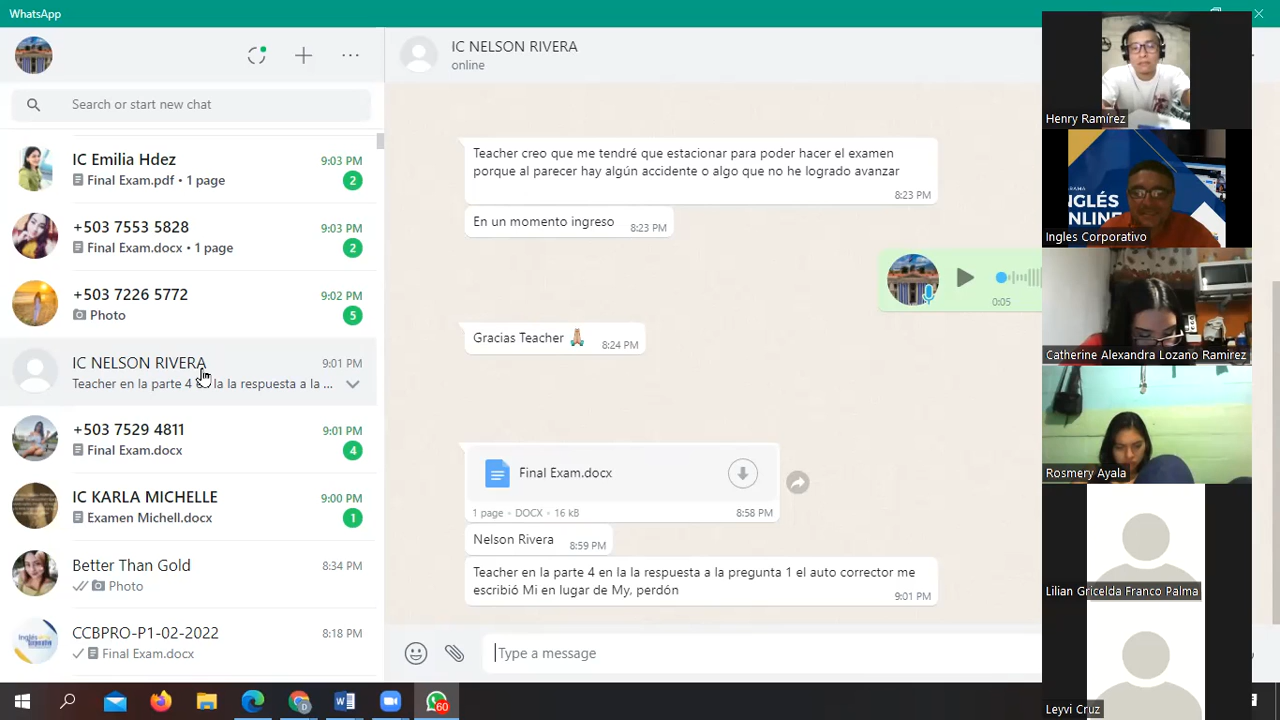 WhatsApp
Search or start new chat
IC Emilia Hdez 9:03 PM
Final Exam.pdf • 1 page 2
+503 7553 5828 9:03 PM
Final Exam.docx • 1 page 2
+503 7226 5772 9:02 PM
Photo 5
IC NELSON RIVERA 9:01 PM
Teacher en la parte 4 la la respuesta a la ...
+503 7529 4811 9:01 PM
Final Exam.docx 4
IC KARLA MICHELLE 9:00 PM
Examen Michell.docx 1
Better Than Gold 8:34 PM
Photo
CCBPRO-P1-02-2022 8:18 PM
Final Exam.docx
IC NELSON RIVERA
online
Teacher creo que me tendré que estacionar para poder hacer el examen
porque al parecer hay algún accidente o algo que no he logrado avanzar
8:23 PM
En un momento ingreso 8:23 PM
0:05
Gracias Teacher 🙏🏼 8:24 PM
Final Exam.docx
1 page • DOCX • 16 kB 8:58 PM
Nelson Rivera 8:59 PM
Teacher en la parte 4 en la la respuesta a la pregunta 1 el auto corrector me
escribió Mi en lugar de My, perdón 9:01 PM
Type a message
Henry Ramírez
INGLÉS
ONLINE
Ingles Corporativo
Catherine Alexandra Lozano Ramirez
Rosmery Ayala
Lilian Gricelda Franco Palma
Leyvi Cruz
60